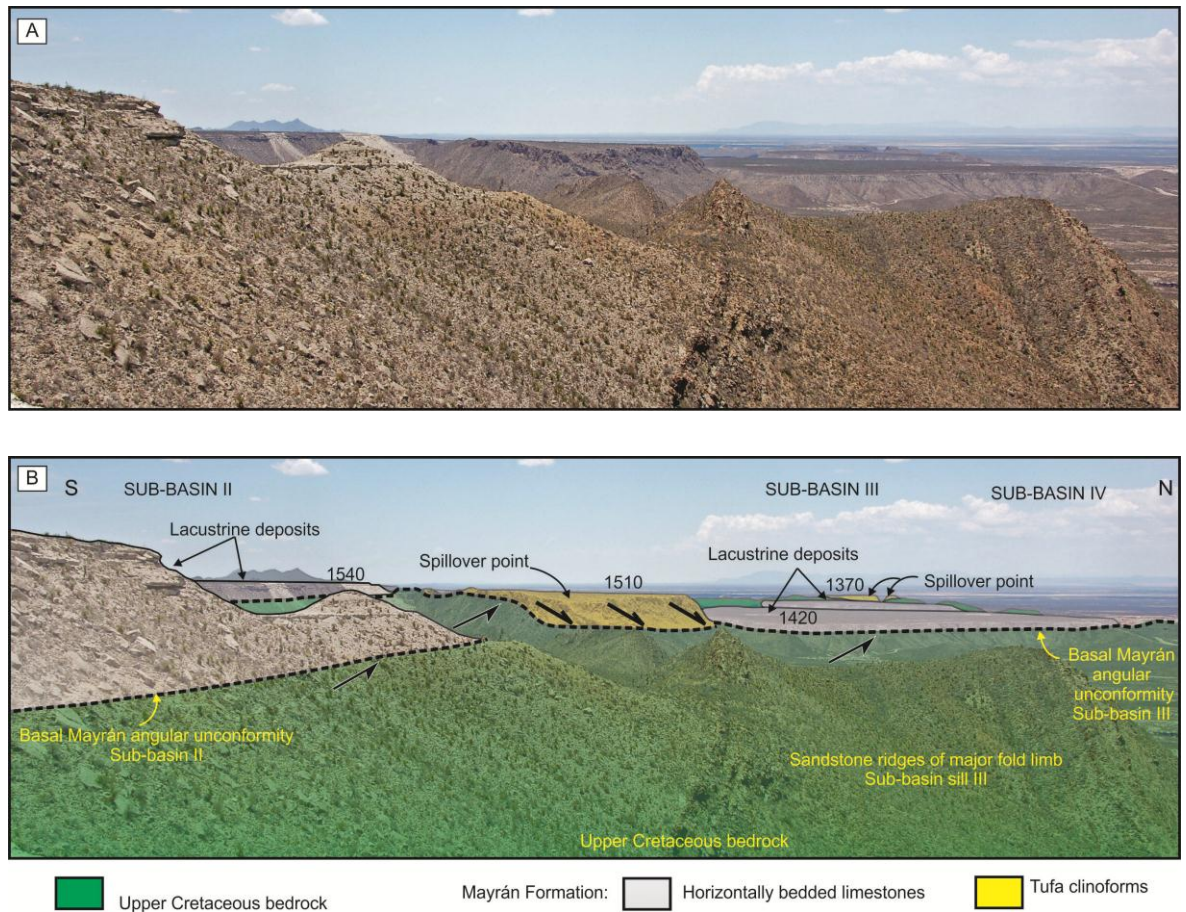 A
B
S
SUB-BASIN II
SUB-BASIN III
SUB-BASIN IV
N
Lacustrine deposits
1540
Spillover point
1510
Lacustrine deposits
1370
Spillover point
1420
Basal Mayrán angular unconformity
Sub-basin II
Basal Mayrán
angular
unconformity
Sub-basin III
Sandstone ridges of major fold limb
Sub-basin sill III
Upper Cretaceous bedrock
Upper Cretaceous bedrock
Mayrán Formation:
Horizontally bedded limestones
Tufa clinoforms